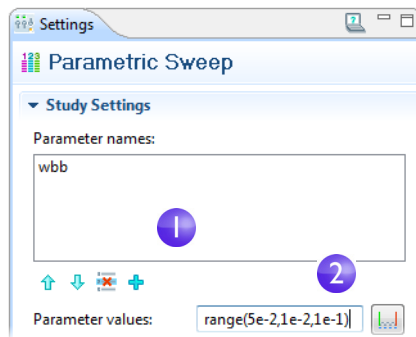 Settings
Parametric Sweep
Study Settings
Parameter names:
wbb
1
2
Parameter values: range(5e-2,1e-2,1e-1)